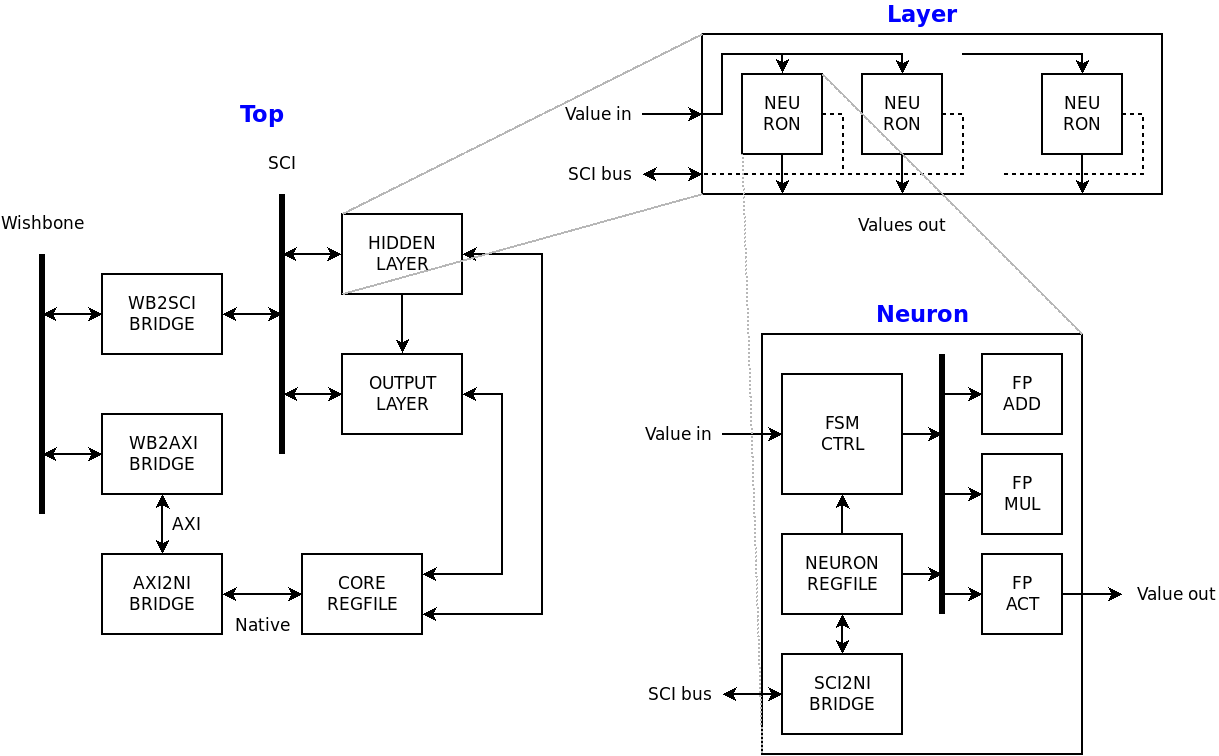 Top
SCI
Wishbone
WB2SCI
BRIDGE
HIDDEN
LAYER
OUTPUT
LAYER
WB2AXI
BRIDGE
AXI
AXI2NI
BRIDGE
Native
CORE
REGFILE
Layer
Value in
NEU
RON
NEU
RON
NEU
RON
SCI bus
Values out
Neuron
Value in
FSM
CTRL
FP
ADD
FP
MUL
NEURON
REGFILE
FP
ACT
Value out
SCI bus
SCI2NI
BRIDGE